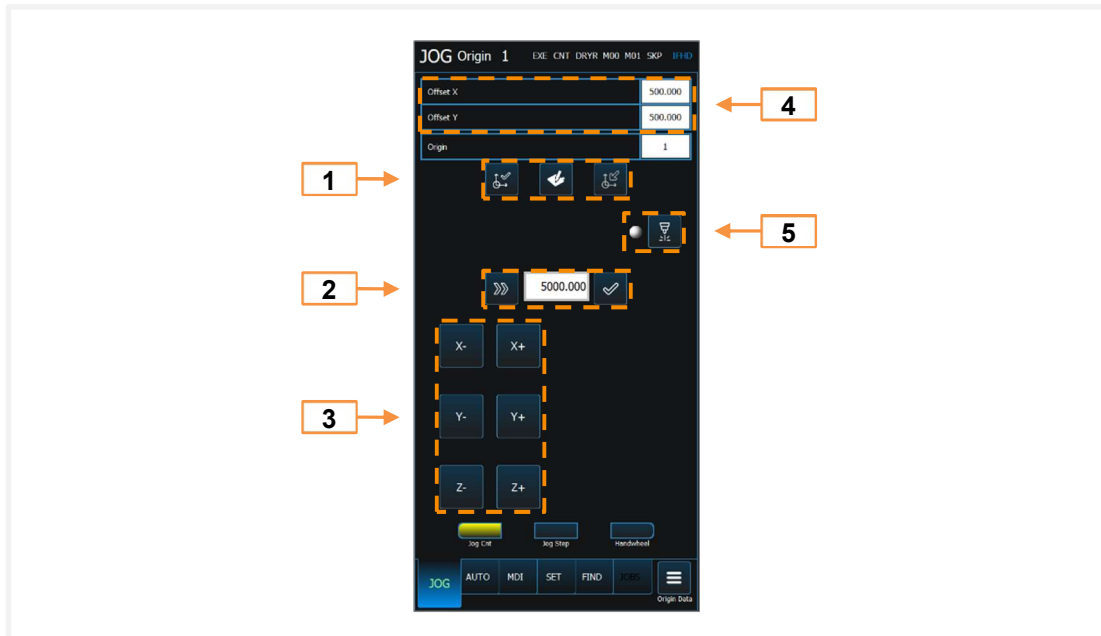 JOG Origin 1 EXE CNT DRYR M00 M01 SKP IFHD
Offset X 500.000
4
Offset Y 500.000
Origin 1
1
5
2
5000.000
X- X+
3
Y- Y+
Z- Z+
Jog Cnt Jog Step Handwheel
JOG AUTO MDI SET FIND JOBS
Origin Data